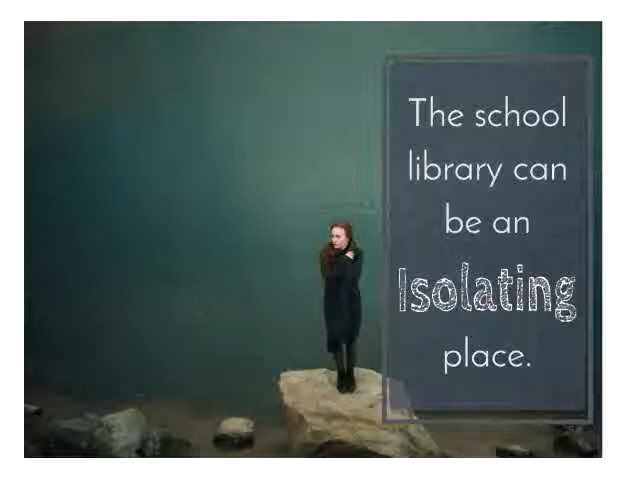 The school
library can
be an
Isolating
place.